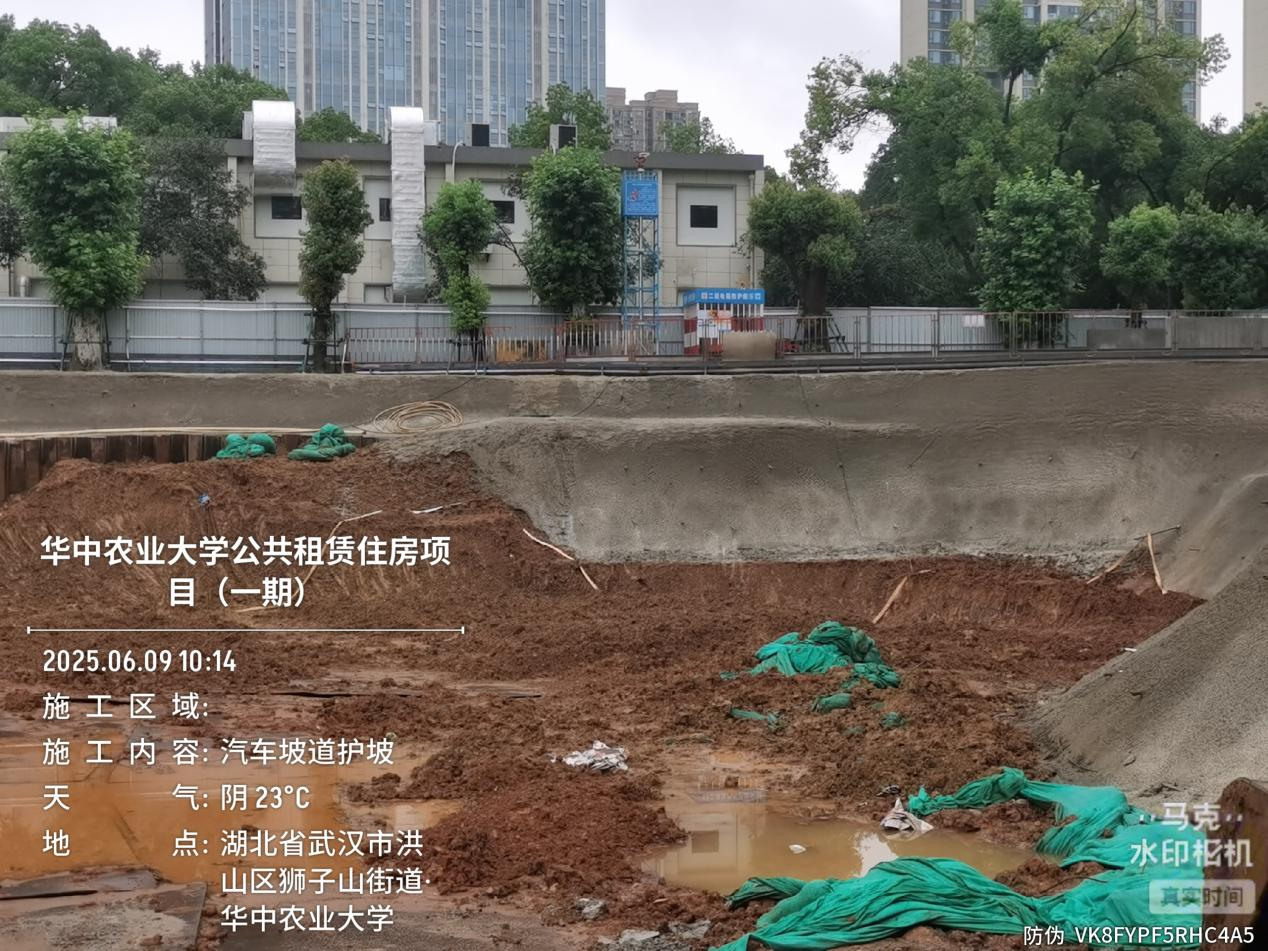 华中农业大学公共租赁住房项
目（一期）
2025.06.09 10:14
施工区域:
施工内容: 汽车坡道护坡
天气: 阴 23°C
地点: 湖北省武汉市洪
山区狮子山街道·
华中农业大学
马克
水印相机
真实时间
防伪 VK8FYPF5RHC4A5